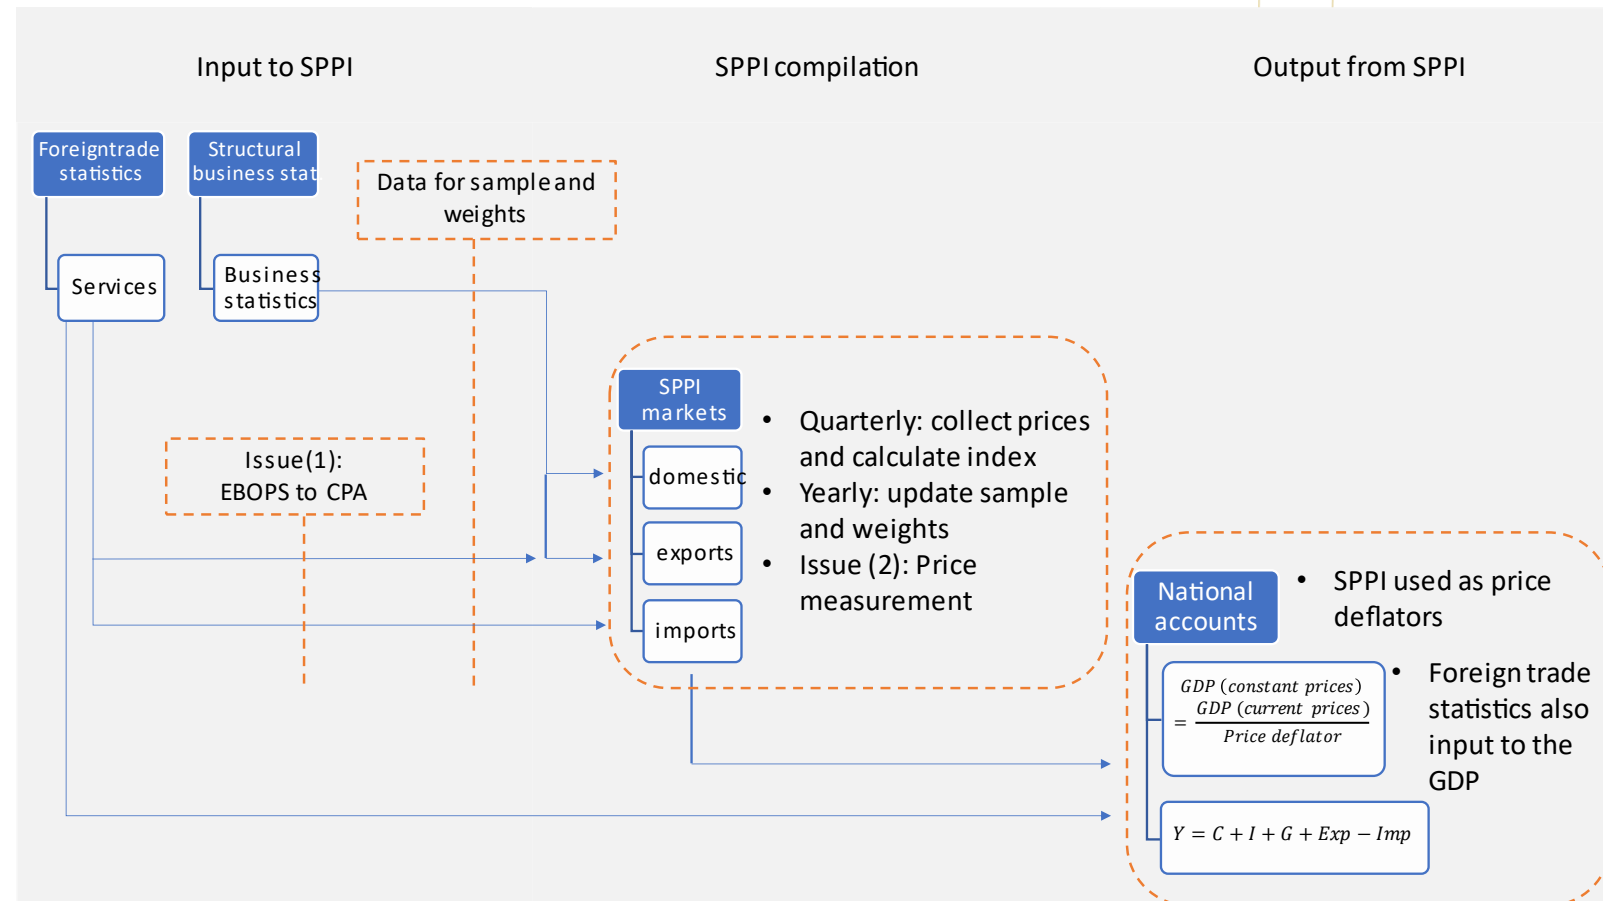 Input to SPPI
SPPI compilation
Output from SPPI
Foreign trade
statistics
Structural
business stat.
Data for sample and
weights
Services
Business
statistics
Issue (1):
EBOPS to CPA
SPPI
markets
domestic
exports
imports
• Quarterly: collect prices
and calculate index
• Yearly: update sample
and weights
• Issue (2): Price
measurement
National
accounts
• SPPI used as price
deflators
• Foreign trade
statistics also
input to the
GDP
GDP (constant prices)
= GDP (current prices)
Price deflator
Y = C + I + G + Exp − Imp